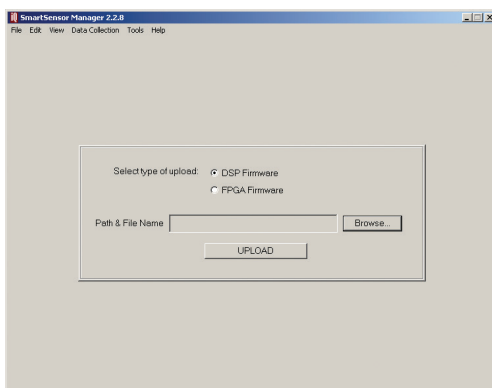 SmartSensor Manager 2.2.8
File Edit View Data Collection Tools Help
Select type of upload: DSP Firmware
FPGA Firmware
Path & File Name Browse...
UPLOAD